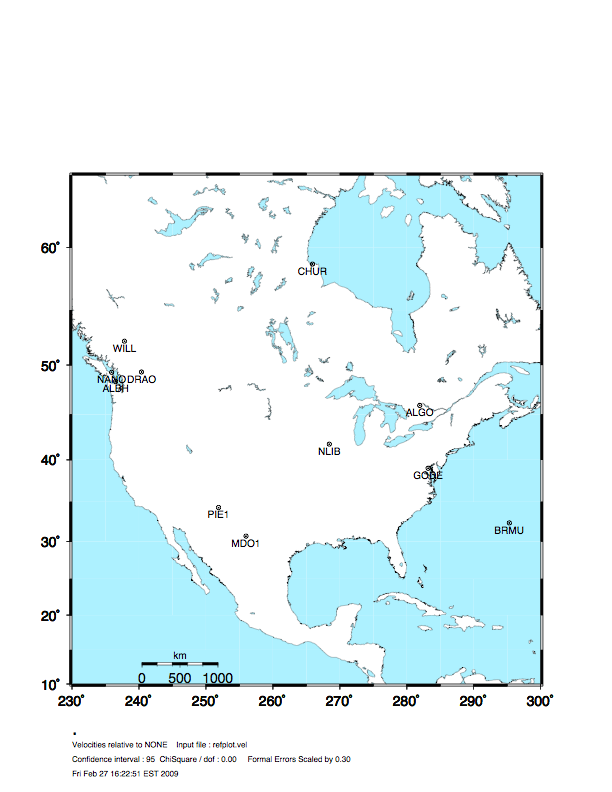 60°
CHUR
WILL
50°
NANO DRAO
ALBH
ALGO
NLIB
40°
GODE
PIE1
BRMU
MDO1
30°
20°
km
0 500 1000
10°
230° 240° 250° 260° 270° 280° 290° 300°
Velocities relative to NONE Input file : refplot.vel
Confidence interval : 95 ChiSquare / dof : 0.00 Formal Errors Scaled by 0.30
Fri Feb 27 16:22:51 EST 2009